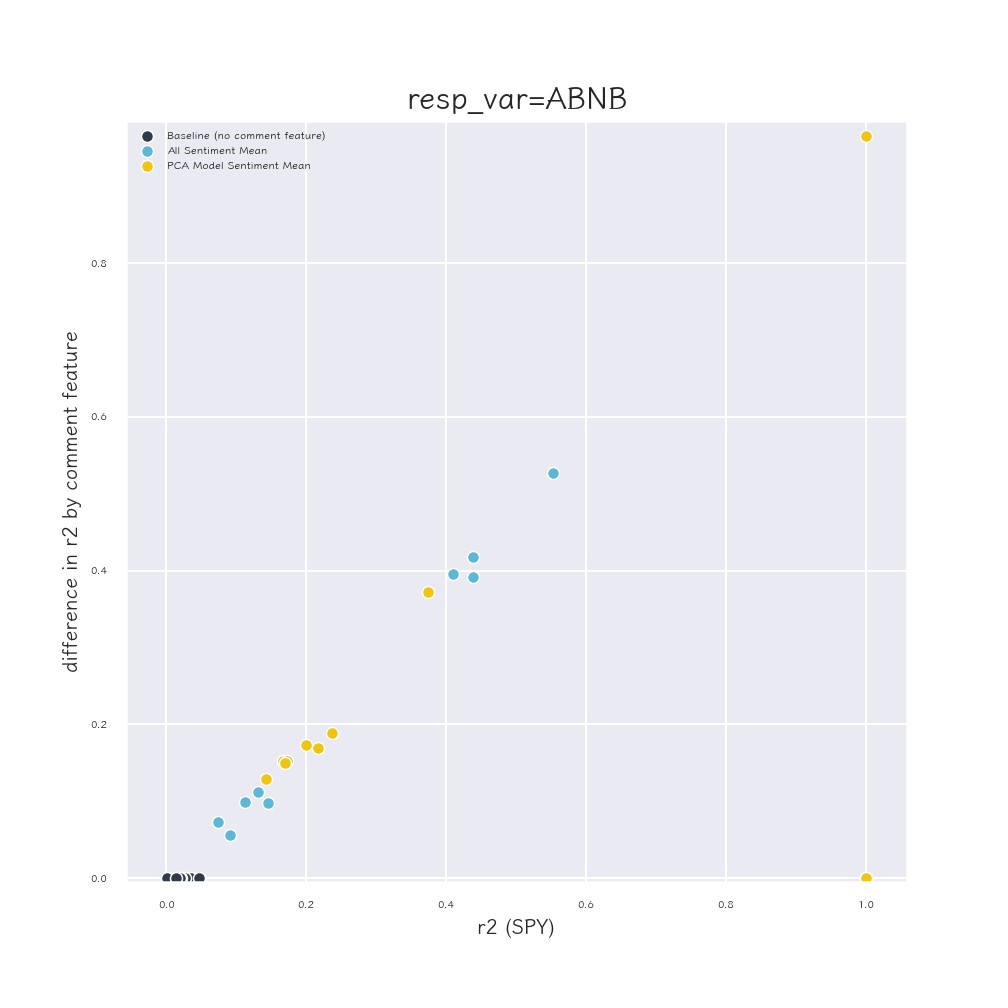 resp_var=ABNB
Baseline (no comment feature)
All Sentiment Mean
PCA Model Sentiment Mean
difference in r2 by comment feature
0.8
0.6
0.4
0.2
0.0
0.0 0.2 0.4 0.6 0.8 1.0
r2 (SPY)